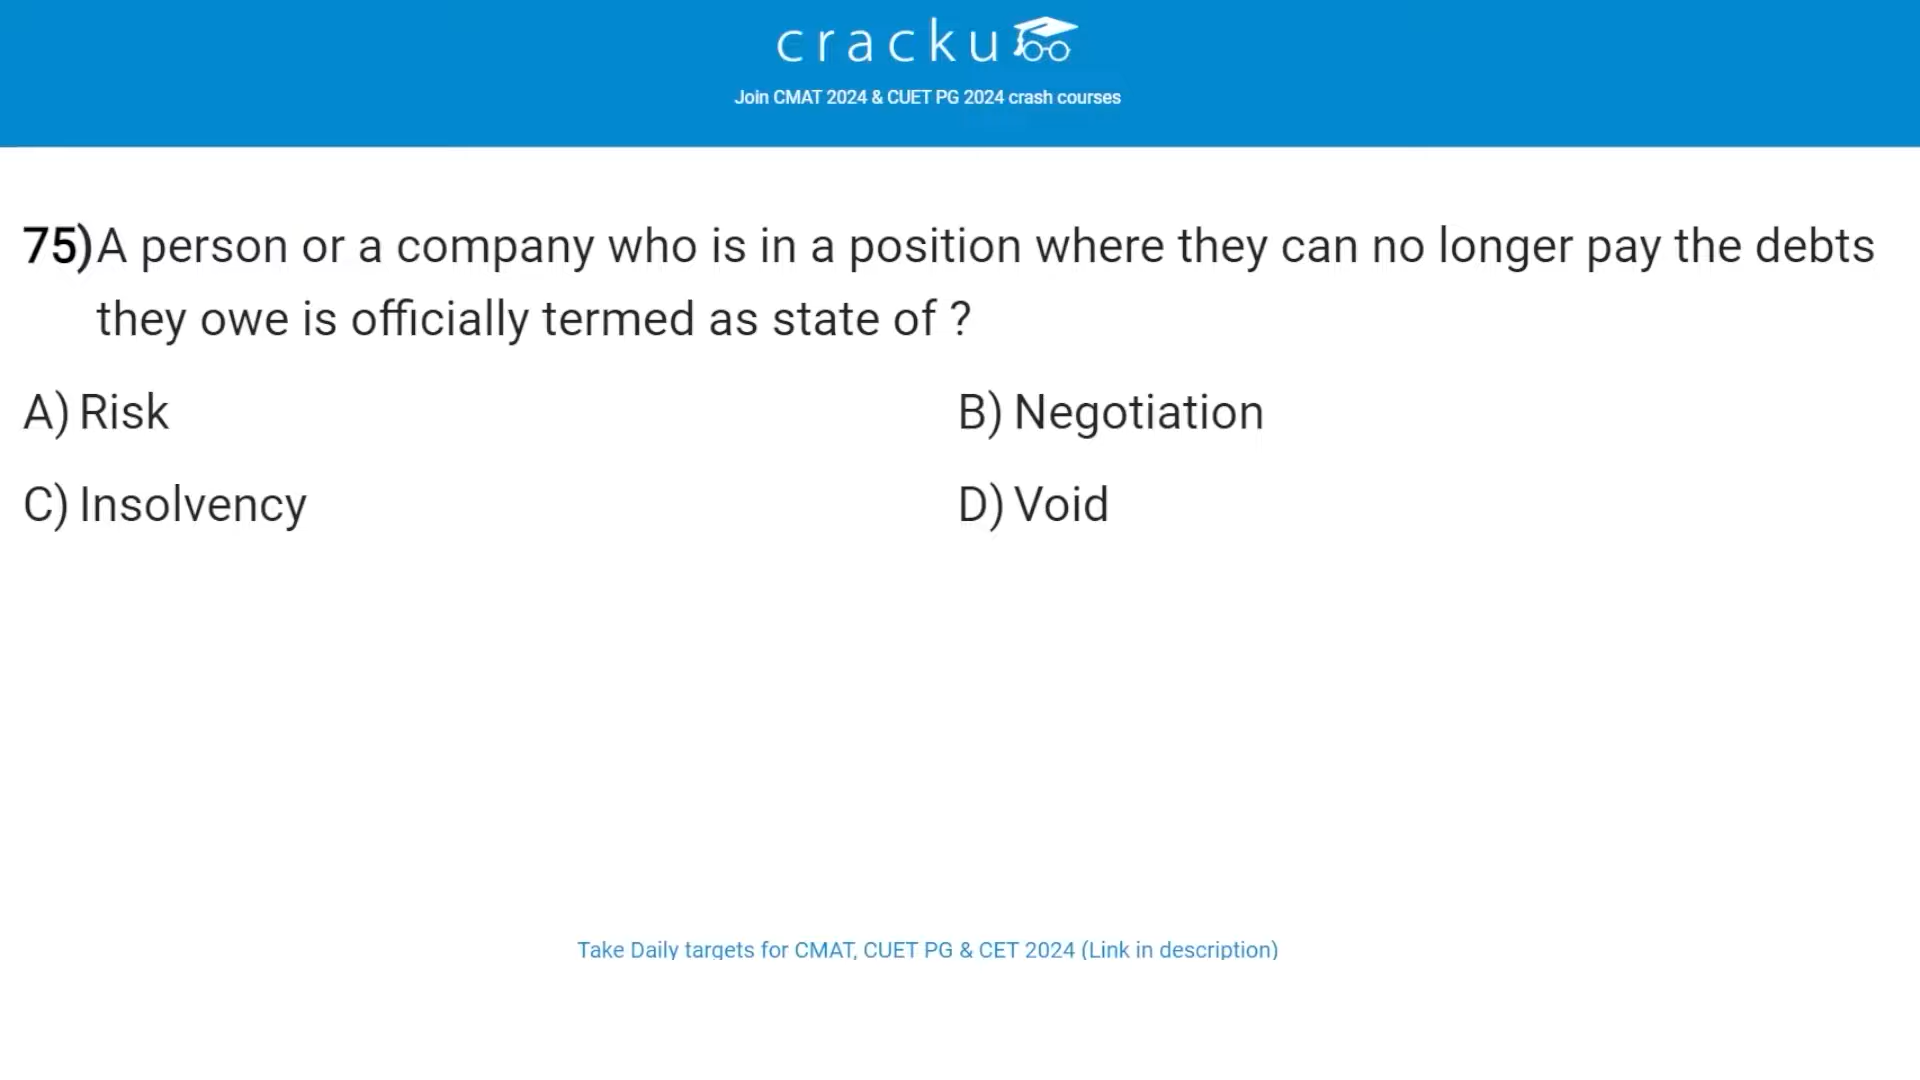 cracku
Join CMAT 2024 & CUET PG 2024 crash courses
75)A person or a company who is in a position where they can no longer pay the debts
they owe is officially termed as state of ?
A) Risk
B) Negotiation
C) Insolvency
D) Void
Take Daily targets for CMAT, CUET PG & CET 2024 (Link in description)